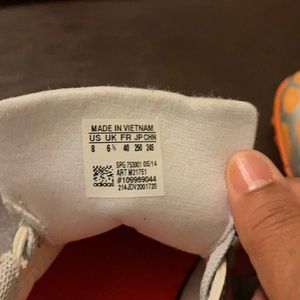 MADE IN VIETNAM
US UK FR JP CHN
8 6½ 40 250 245
SPG 753001 05/14
ART M21751
#109969044
214JDV2001720
adidas